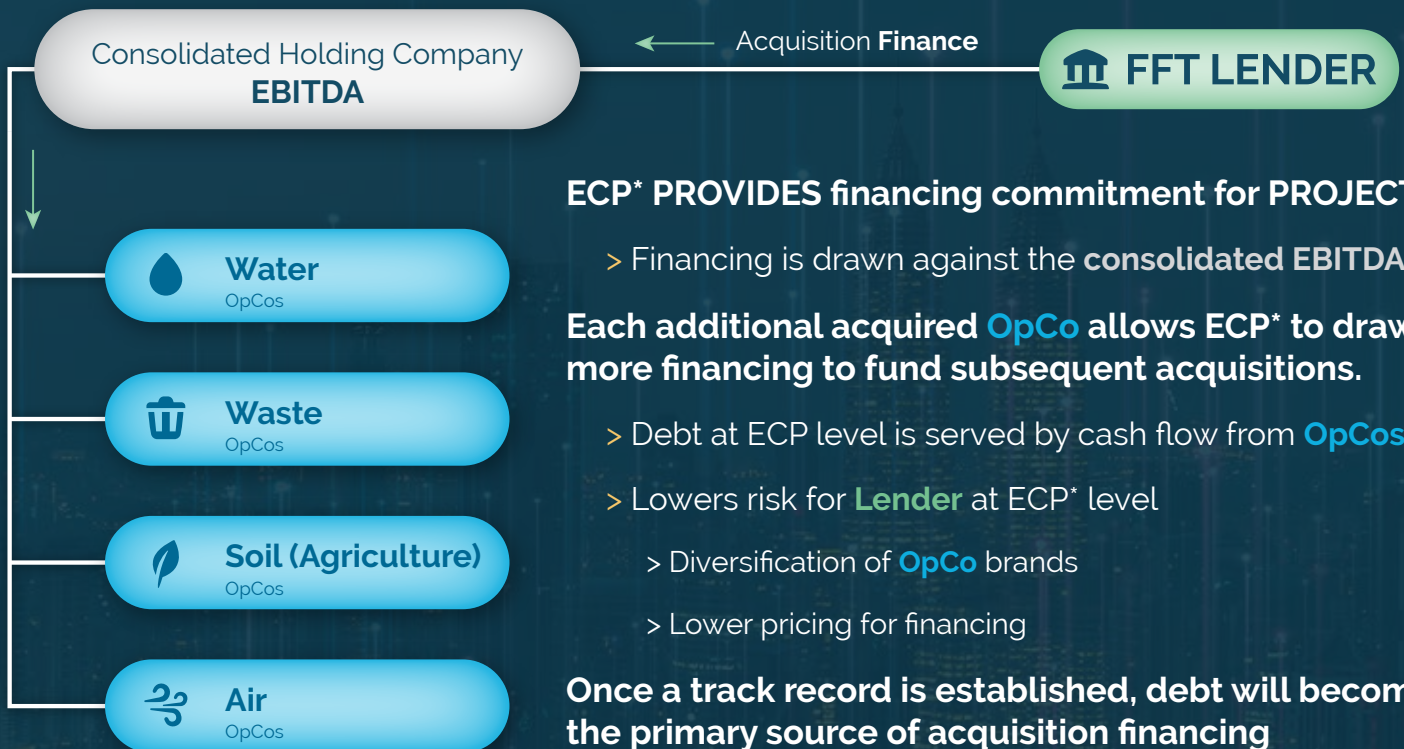 Consolidated Holding Company
EBITDA
Acquisition Finance
FFT LENDER
Water
OpCos
Waste
OpCos
Soil (Agriculture)
OpCos
Air
OpCos
ECP* PROVIDES financing commitment for PROJECT
> Financing is drawn against the consolidated EBITDA
Each additional acquired OpCo allows ECP* to draw
more financing to fund subsequent acquisitions.
> Debt at ECP level is served by cash flow from OpCos
> Lowers risk for Lender at ECP* level
> Diversification of OpCo brands
> Lower pricing for financing
Once a track record is established, debt will becom
the primary source of acquisition financing